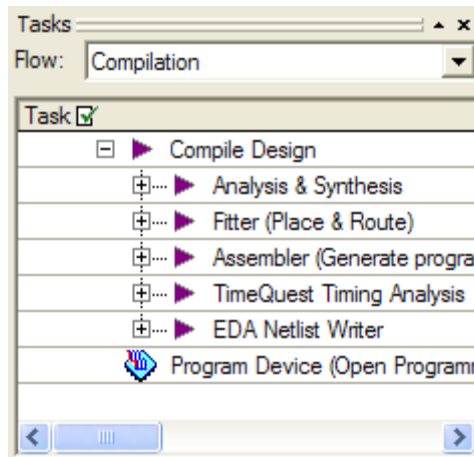 Tasks
Flow: Compilation
Task
Compile Design
Analysis & Synthesis
Fitter (Place & Route)
Assembler (Generate progra
TimeQuest Timing Analysis
EDA Netlist Writer
Program Device (Open Programm